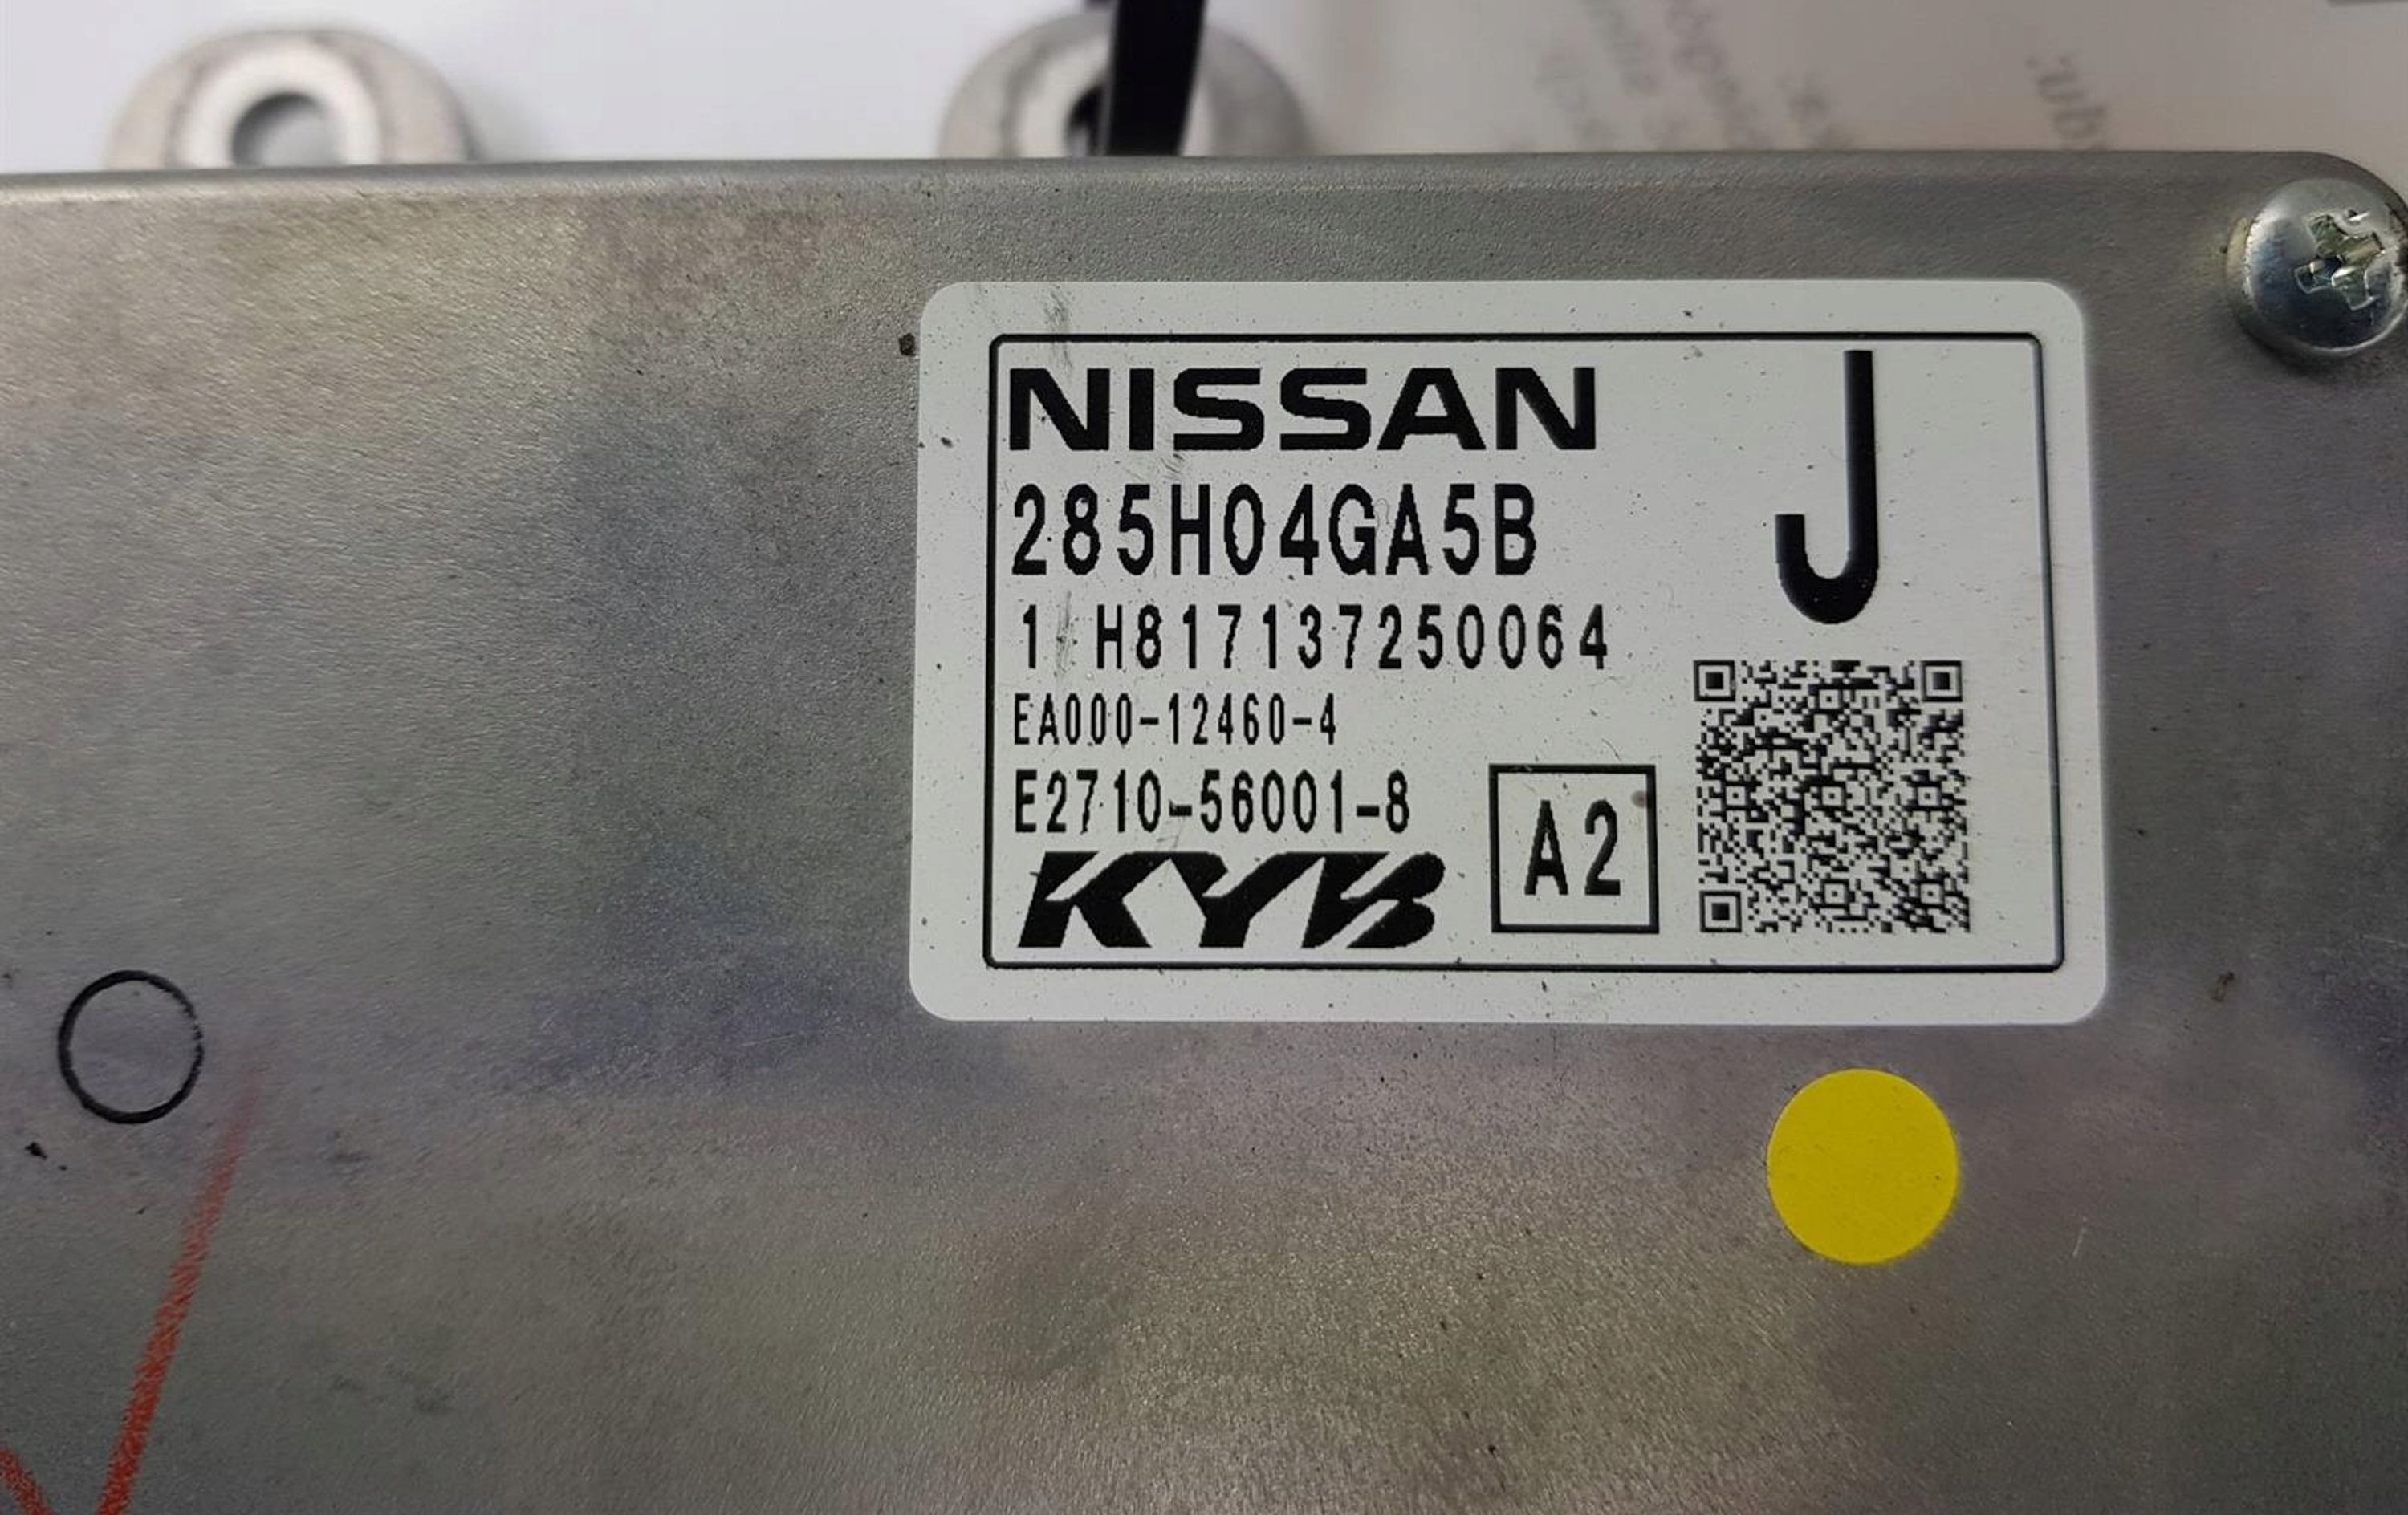 NISSAN
J
285H04GA5B
1 H817137250064
EA000-12460-4
E2710-56001-8
A2
KYB